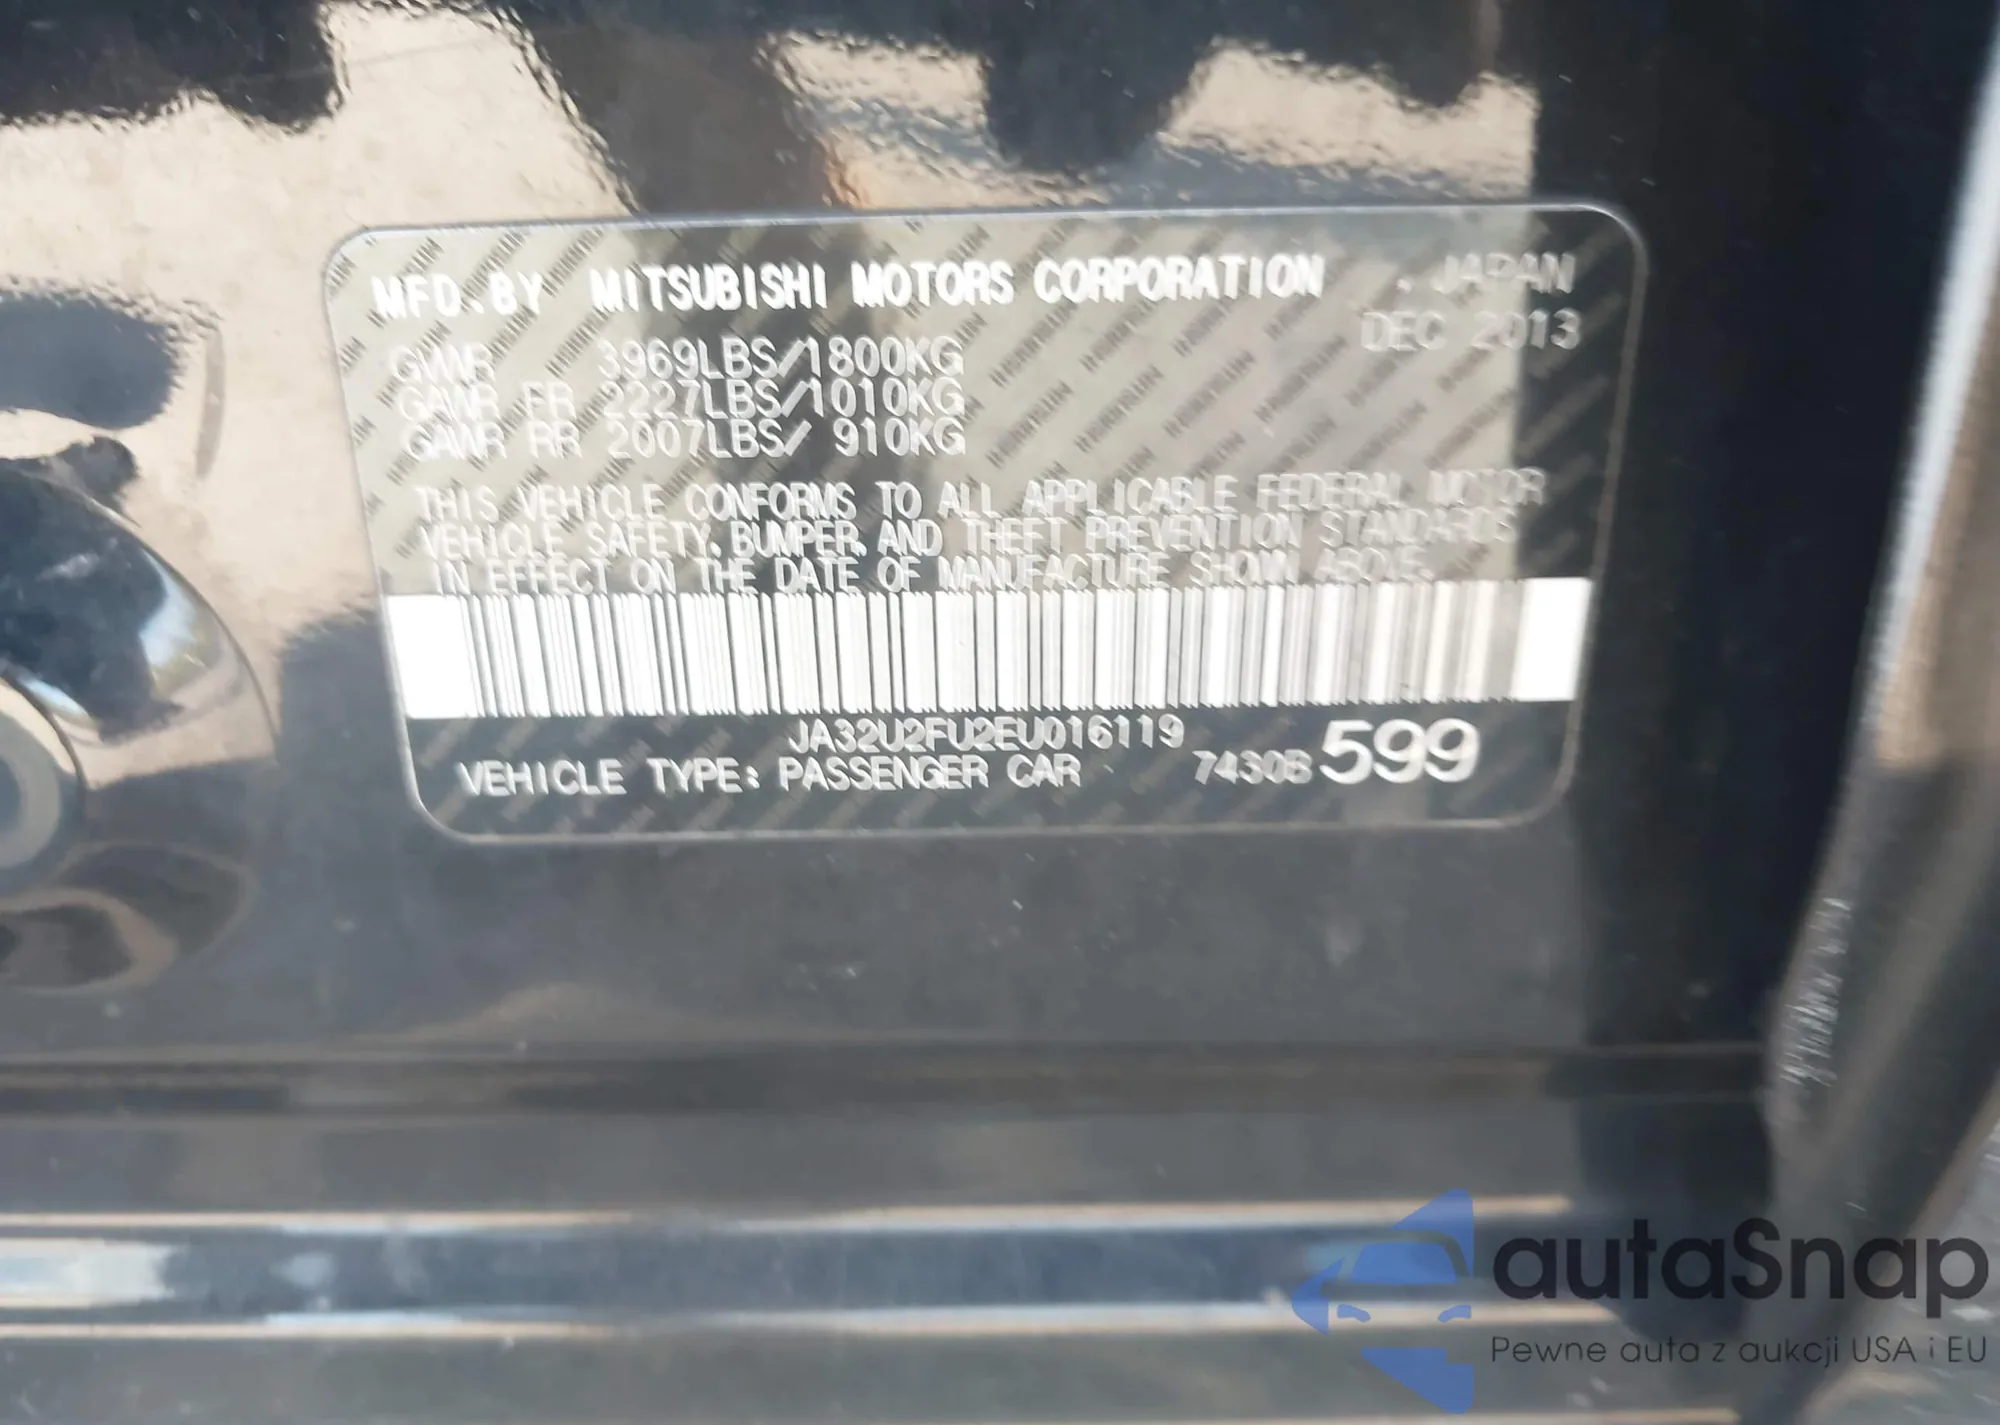 MFD.BY MITSUBISHI MOTORS CORPORATION . JAPAN
DEC 2013
GVWR 3969LBS/1800KG
GAWR FR 2227LBS/1010KG
GAWR RR 2007LBS/ 910KG
THIS VEHICLE CONFORMS TO ALL APPLICABLE FEDERAL MOTOR
VEHICLE SAFETY, BUMPER, AND THEFT PREVENTION STANDARDS
IN EFFECT ON THE DATE OF MANUFACTURE SHOWN ABOVE.
JA32U2FU2EU016119
VEHICLE TYPE: PASSENGER CAR 7430B 599
autaSnap
Pewne auta z aukcji USA i EU